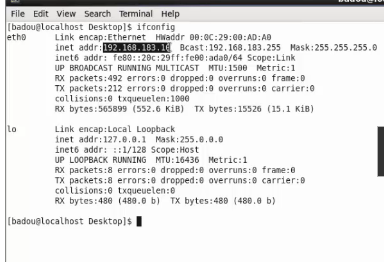 File Edit View Search Terminal Help
[badou@localhost Desktop]$ ifconfig
eth0 Link encap:Ethernet HWaddr 00:0C:29:00:AD:A0
inet addr:192.168.183.10 Bcast:192.168.183.255 Mask:255.255.255.0
inet6 addr: fe80::20c:29ff:fe00:ada0/64 Scope:Link
UP BROADCAST RUNNING MULTICAST MTU:1500 Metric:1
RX packets:492 errors:0 dropped:0 overruns:0 frame:0
TX packets:212 errors:0 dropped:0 overruns:0 carrier:0
collisions:0 txqueuelen:1000
RX bytes:565899 (552.6 KiB) TX bytes:15526 (15.1 KiB)
lo Link encap:Local Loopback
inet addr:127.0.0.1 Mask:255.0.0.0
inet6 addr: ::1/128 Scope:Host
UP LOOPBACK RUNNING MTU:16436 Metric:1
RX packets:8 errors:0 dropped:0 overruns:0 frame:0
TX packets:8 errors:0 dropped:0 overruns:0 carrier:0
collisions:0 txqueuelen:0
RX bytes:480 (480.0 b) TX bytes:480 (480.0 b)
[badou@localhost Desktop]$